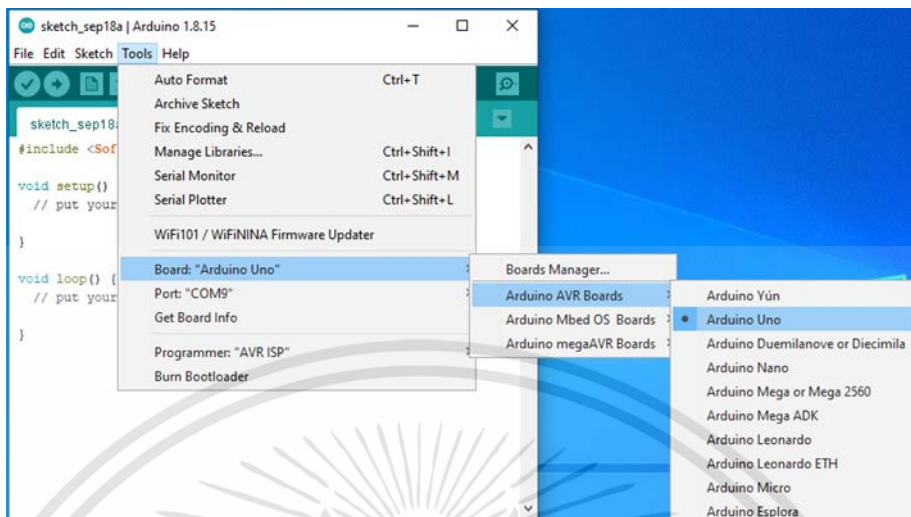 sketch_sep18a | Arduino 1.8.15
File Edit Sketch Tools Help
sketch_sep18a
#include <Sof
void setup()
// put your
}
void loop() {
// put your
}
Auto Format Ctrl+T
Archive Sketch
Fix Encoding & Reload
Manage Libraries... Ctrl+Shift+I
Serial Monitor Ctrl+Shift+M
Serial Plotter Ctrl+Shift+L
WiFi101 / WiFiNINA Firmware Updater
Board: "Arduino Uno"
Port: "COM9"
Get Board Info
Programmer: "AVR ISP"
Burn Bootloader
Boards Manager...
Arduino AVR Boards
Arduino Mbed OS Boards
Arduino megaAVR Boards
Arduino Yún
Arduino Uno
Arduino Duemilanove or Diecimila
Arduino Nano
Arduino Mega or Mega 2560
Arduino Mega ADK
Arduino Leonardo
Arduino Leonardo ETH
Arduino Micro
Arduino Esplora